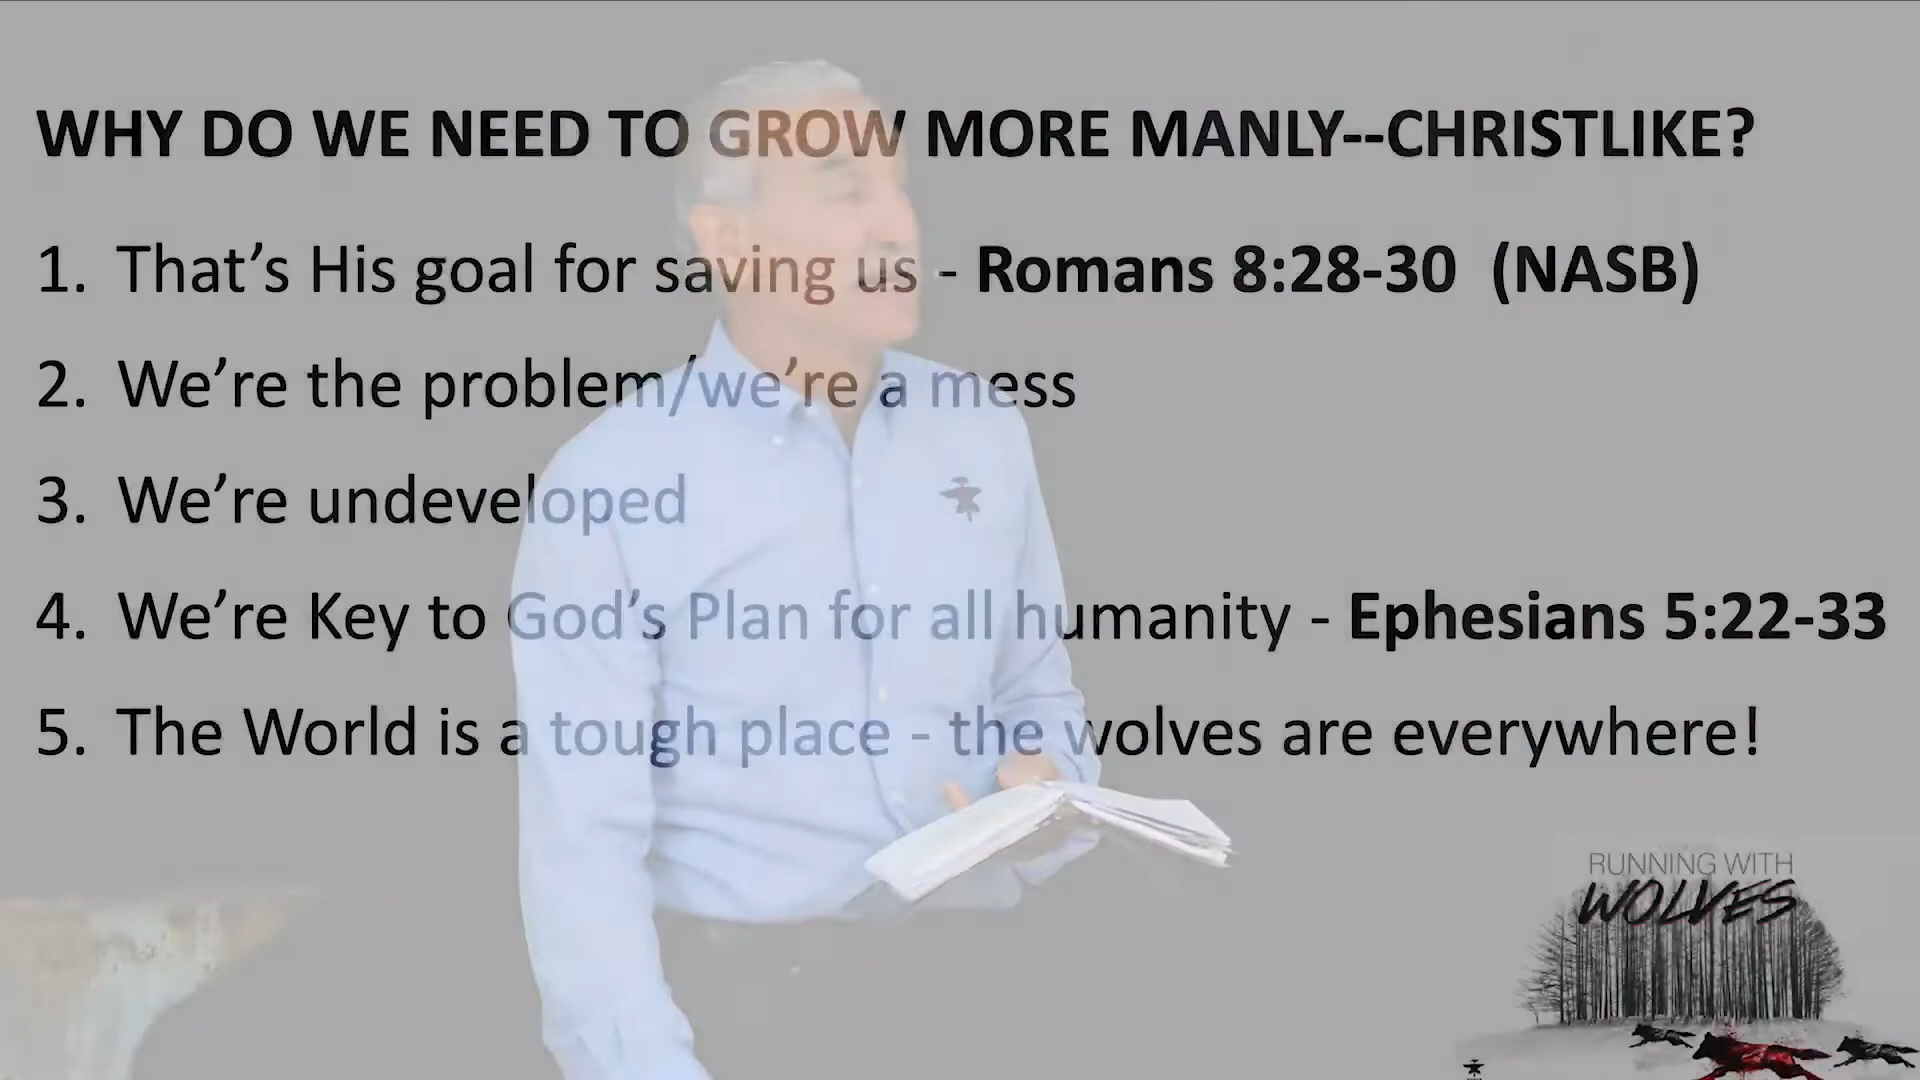 WHY DO WE NEED TO GROW MORE MANLY--CHRISTLIKE?
1. That’s His goal for saving us - Romans 8:28-30 (NASB)
2. We’re the problem/we’re a mess
3. We’re undeveloped
4. We’re Key to God’s Plan for all humanity - Ephesians 5:22-33
5. The World is a tough place - the wolves are everywhere!
RUNNING WITH
WOLVES